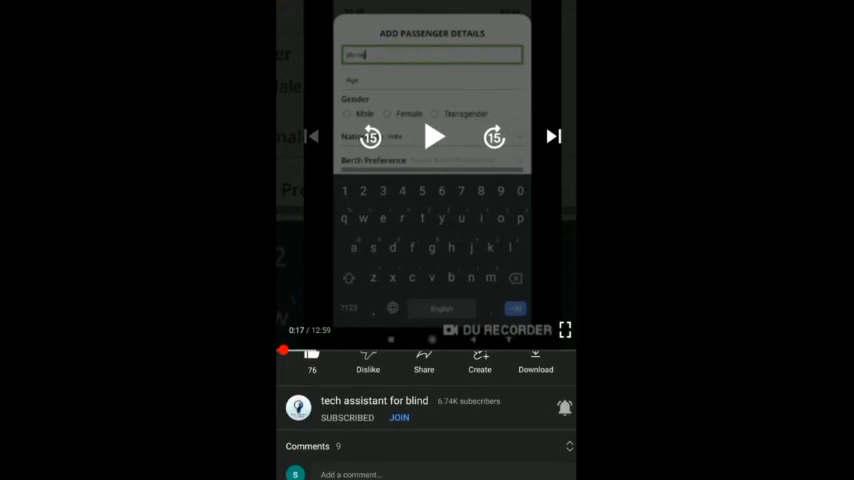 ADD PASSENGER DETAILS
Age
Gender
Male Female Transgender
India
Berth Preference
1 2 3 4 5 6 7 8 9 0
q w e r t y u i o p
a s d f g h j k l
z x c v b n m
?123 , English
DU RECORDER
0:17 / 12:59
76 Dislike Share Create Download
tech assistant for blind 6.74K subscribers
SUBSCRIBED JOIN
Comments 9
S Add a comment...